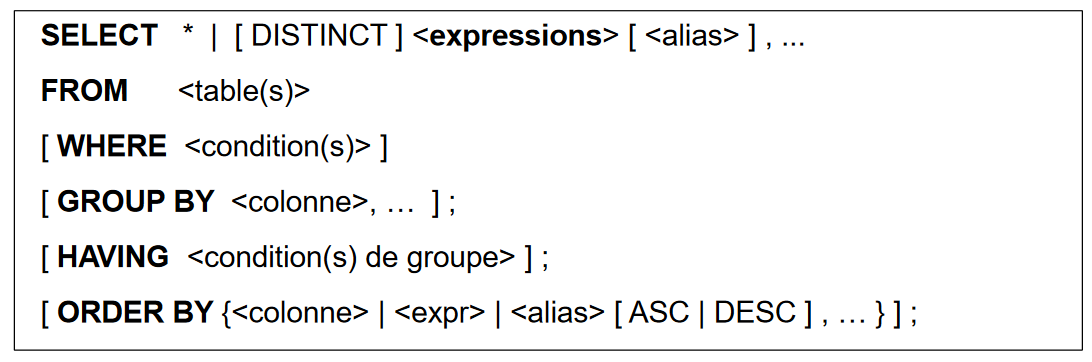 SELECT * | [ DISTINCT ] <expressions> [ <alias> ] , ...
FROM <table(s)>
[ WHERE <condition(s)> ]
[ GROUP BY <colonne>, … ] ;
[ HAVING <condition(s) de groupe> ] ;
[ ORDER BY {<colonne> | <expr> | <alias> [ ASC | DESC ] , … } ] ;